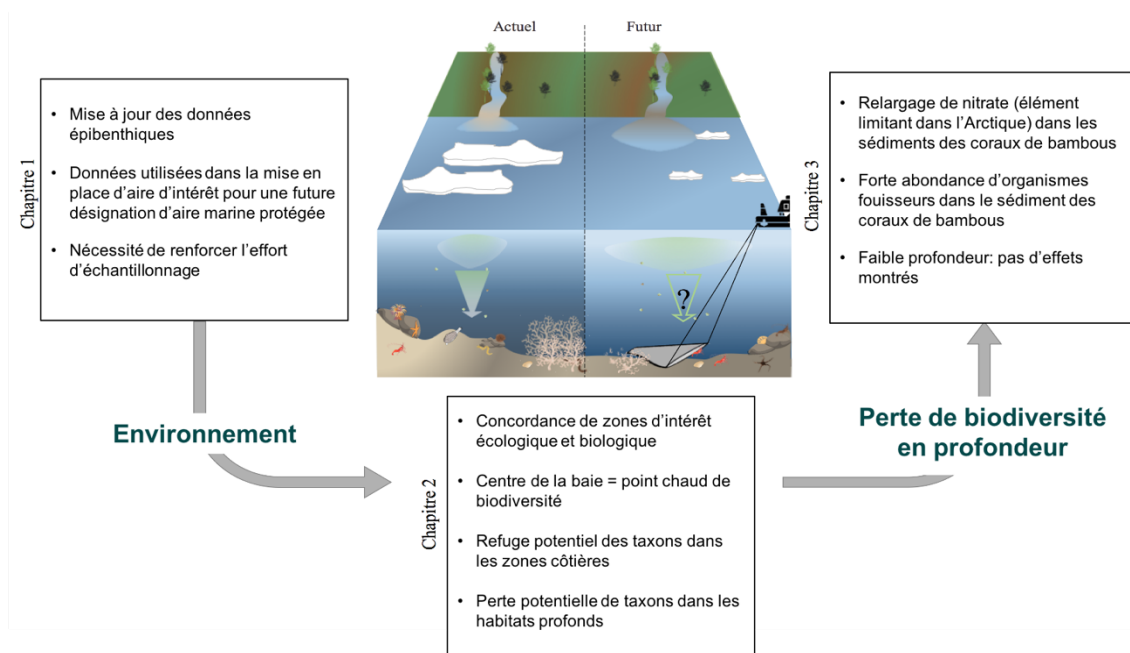 Actuel
Futur
?
Chapitre 1
• Mise à jour des données
épibenthiques
• Données utilisées dans la mise en
place d'aire d'intérêt pour une future
désignation d'aire marine protégée
• Nécessité de renforcer l'effort
d'échantillonnage
Environnement
Chapitre 2
• Concordance de zones d'intérêt
écologique et biologique
• Centre de la baie = point chaud de
biodiversité
• Refuge potentiel des taxons dans
les zones côtières
• Perte potentielle de taxons dans les
habitats profonds
Perte de biodiversité
en profondeur
Chapitre 3
• Relargage de nitrate (élément
limitant dans l'Arctique) dans les
sédiments des coraux de bambous
• Forte abondance d'organismes
fouisseurs dans le sédiment des
coraux de bambous
• Faible profondeur: pas d'effets
montrés